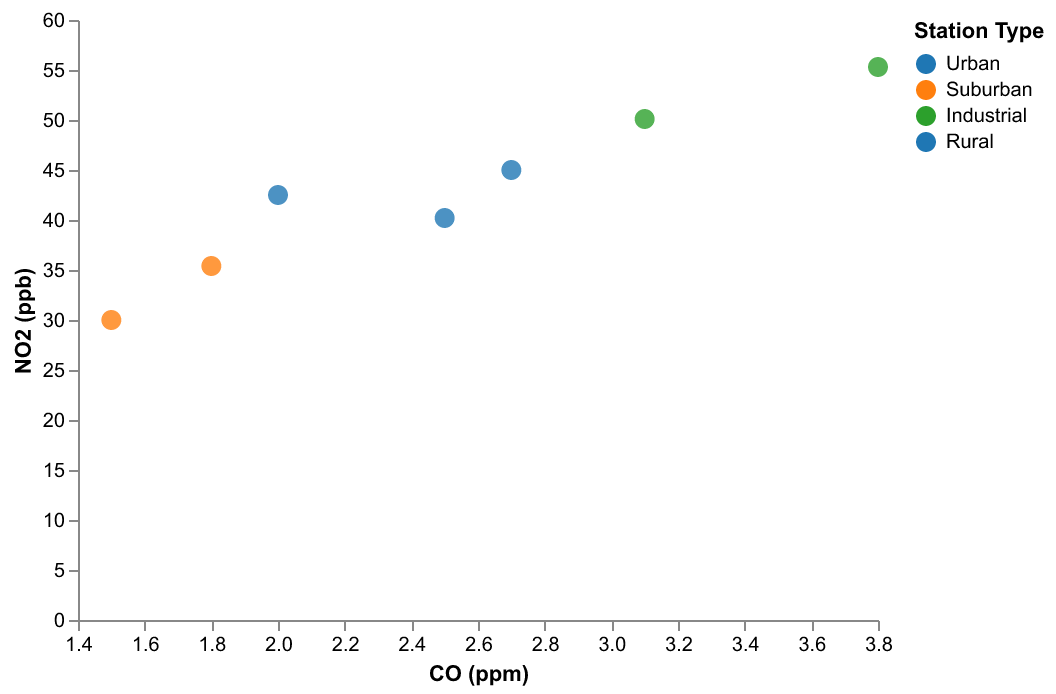 60
55
50
45
40
35
30
25
20
15
10
5
0
NO2 (ppb)
1.4 1.6 1.8 2.0 2.2 2.4 2.6 2.8 3.0 3.2 3.4 3.6 3.8
CO (ppm)
Station Type
Urban
Suburban
Industrial
Rural